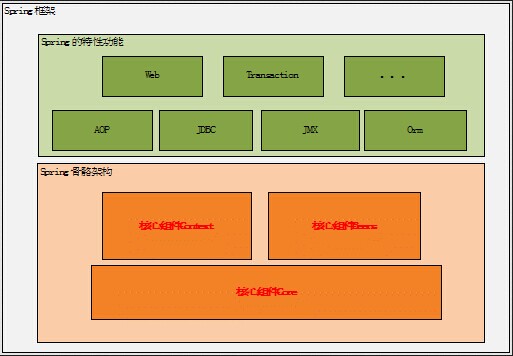 Spring 框架
Spring 的特性功能
Web
Transaction
. . .
AOP
JDBC
JMX
Orm
Spring 骨骼架构
核心组件Context
核心组件Beans
核心组件Core